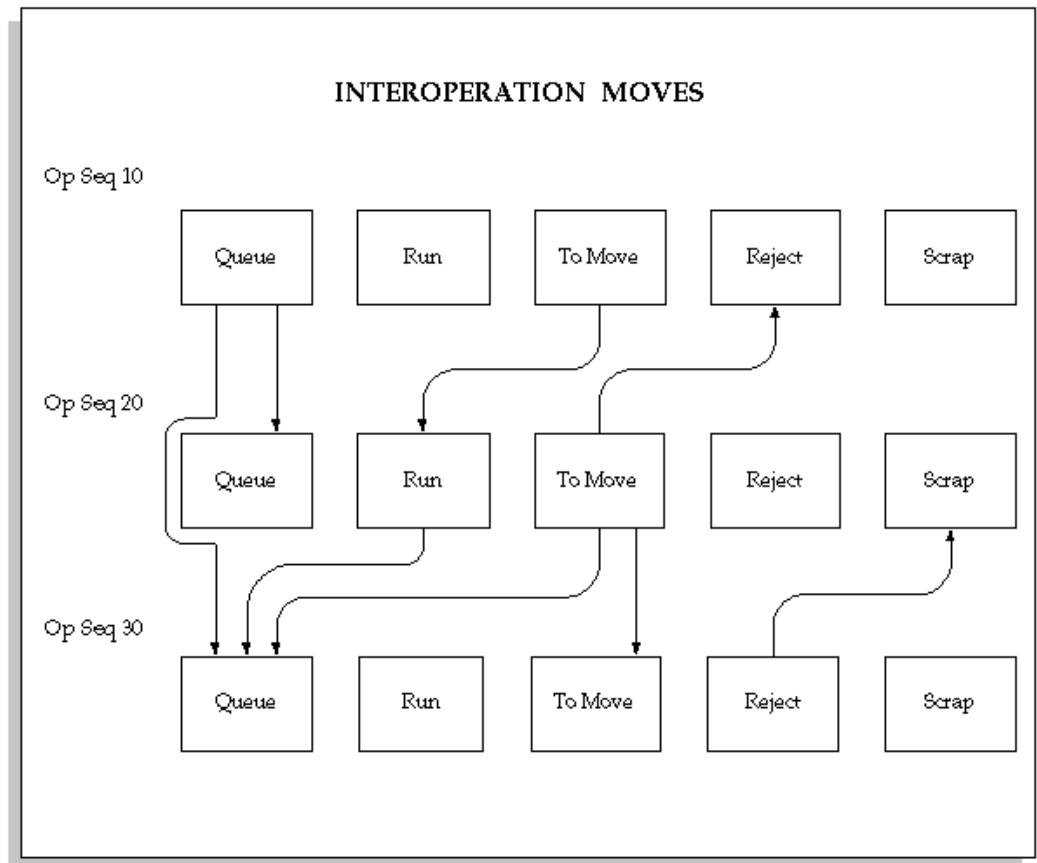 INTEROPERATION MOVES
Op Seq 10
Queue Run To Move Reject Scrap
Op Seq 20
Queue Run To Move Reject Scrap
Op Seq 30
Queue Run To Move Reject Scrap